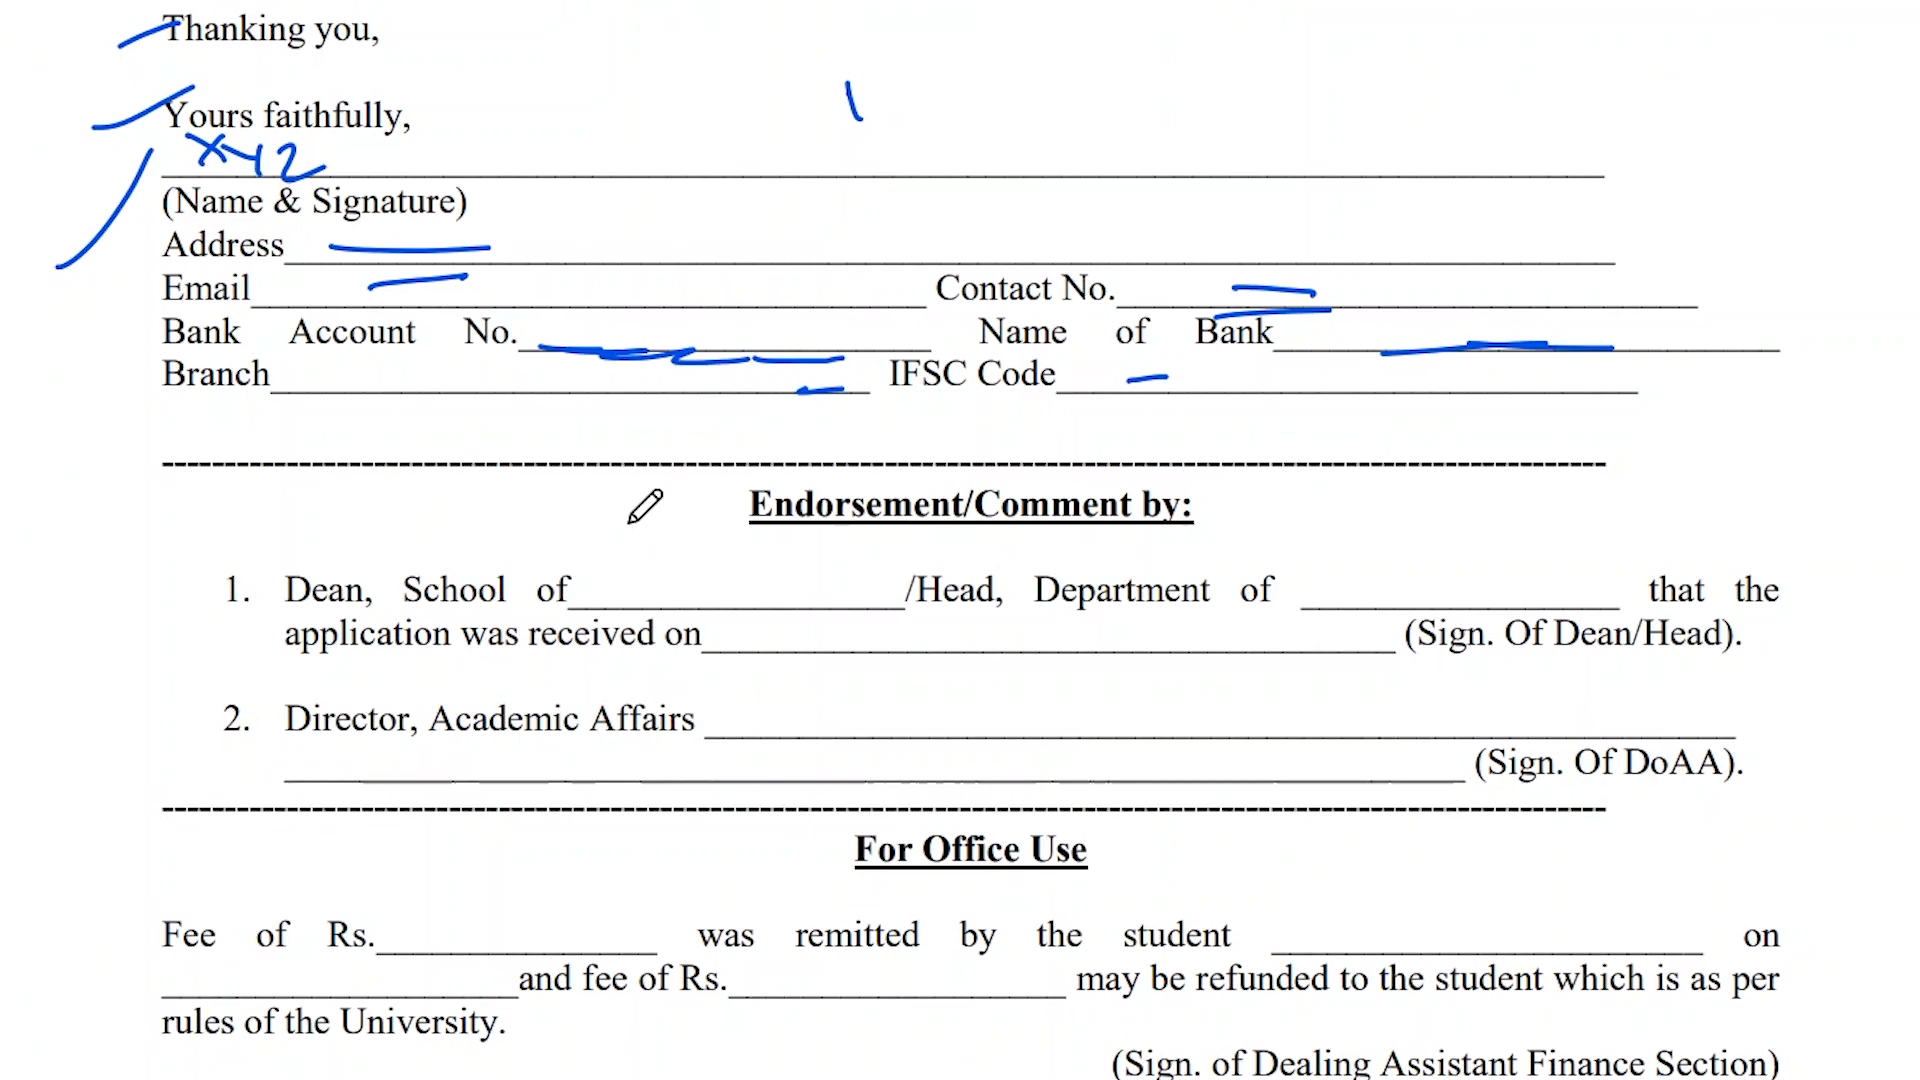 Thanking you,
Yours faithfully,
XYZ
(Name & Signature)
Address
Email Contact No.
Bank Account No. Name of Bank
Branch IFSC Code
Endorsement/Comment by:
1. Dean, School of /Head, Department of that the
application was received on (Sign. Of Dean/Head).
2. Director, Academic Affairs
(Sign. Of DoAA).
For Office Use
Fee of Rs. was remitted by the student on
and fee of Rs. may be refunded to the student which is as per
rules of the University.
(Sign. of Dealing Assistant Finance Section)